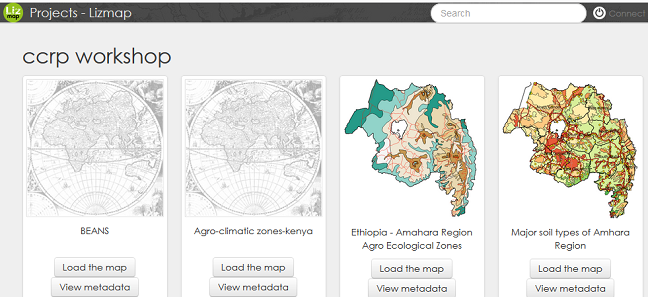 Liz
map
Projects - Lizmap
Search
Connect
ccrp workshop
BEANS
Agro-climatic zones-kenya
Ethiopia - Amahara Region
Agro Ecological Zones
Major soil types of Amhara
Region
Load the map
Load the map
Load the map
Load the map
View metadata
View metadata
View metadata
View metadata